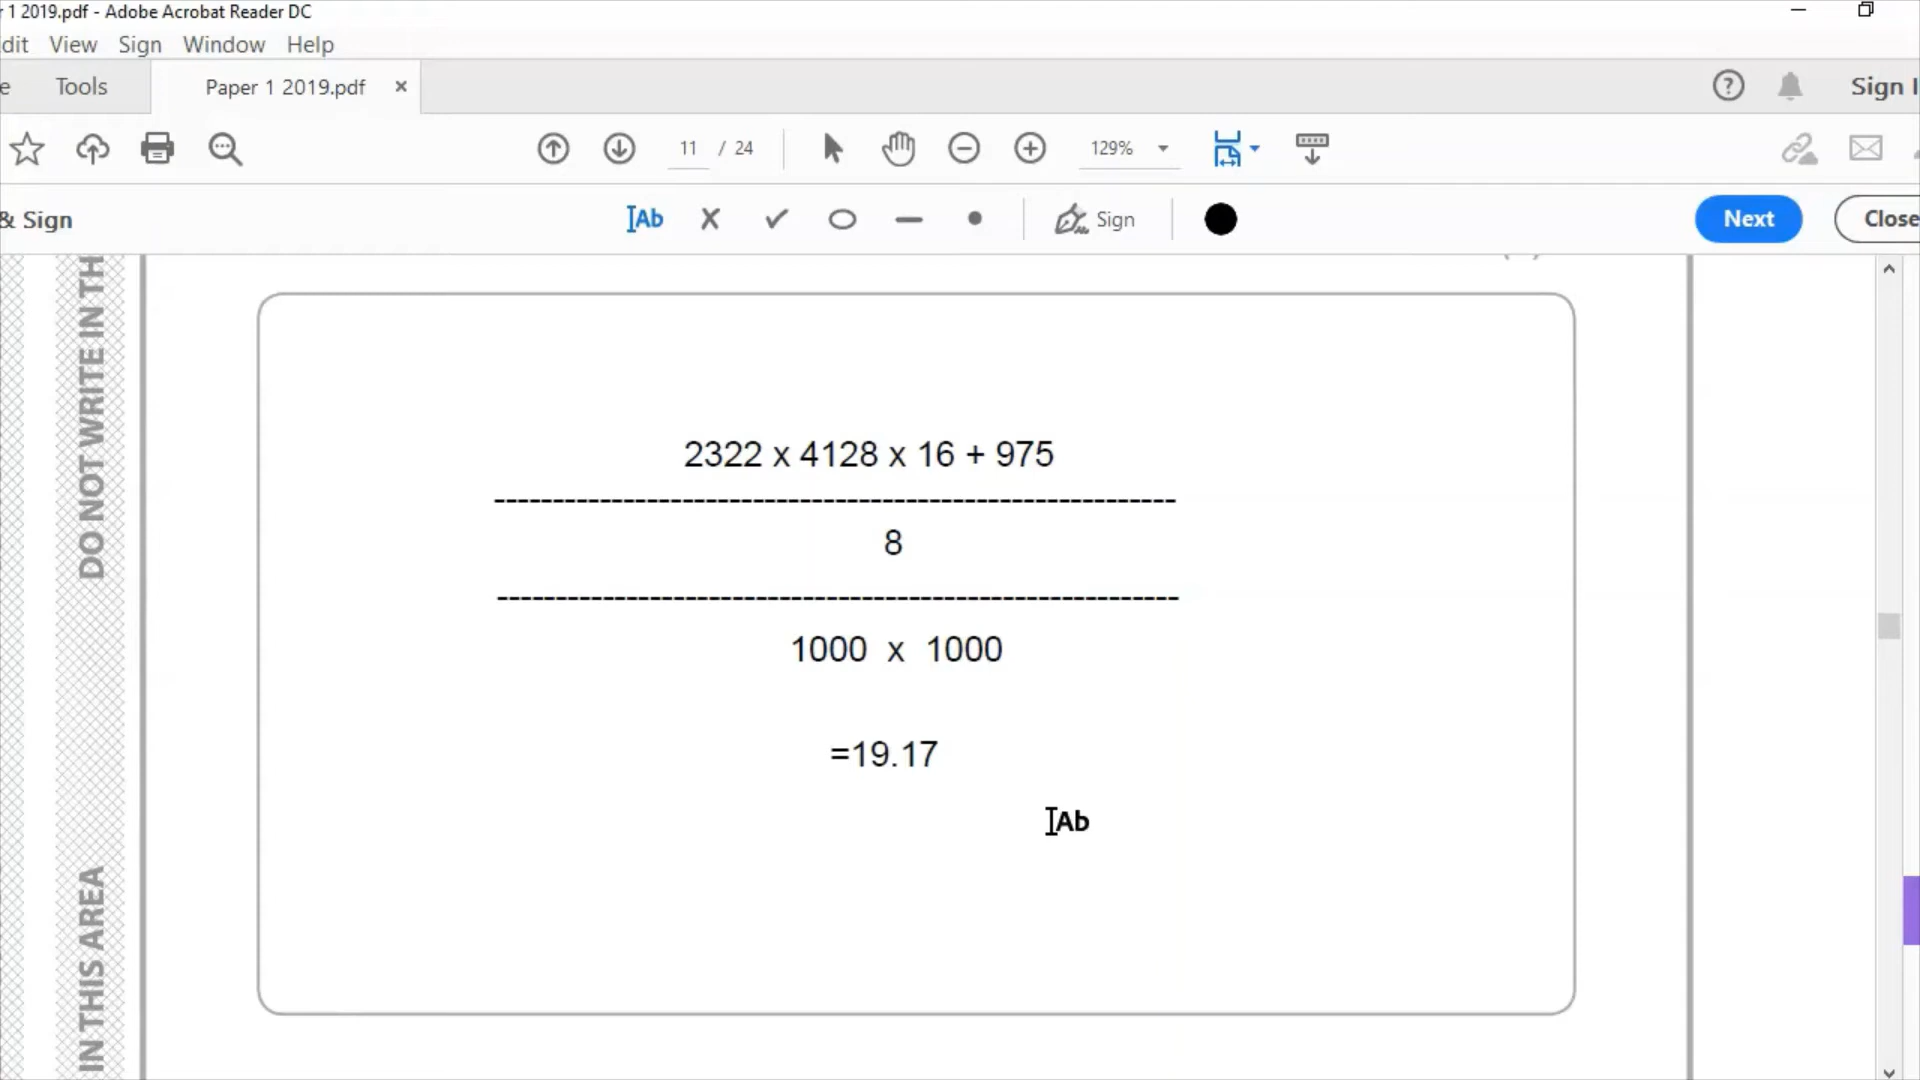 r 1 2019.pdf - Adobe Acrobat Reader DC
dit View Sign Window Help
e Tools Paper 1 2019.pdf × Sign I
11 / 24 129%
& Sign IAb X Sign Next Close
DO NOT WRITE IN TH
2322 x 4128 x 16 + 975
----------------------------------------------------------
8
----------------------------------------------------------
1000 x 1000
=19.17
IAb
IN THIS AREA